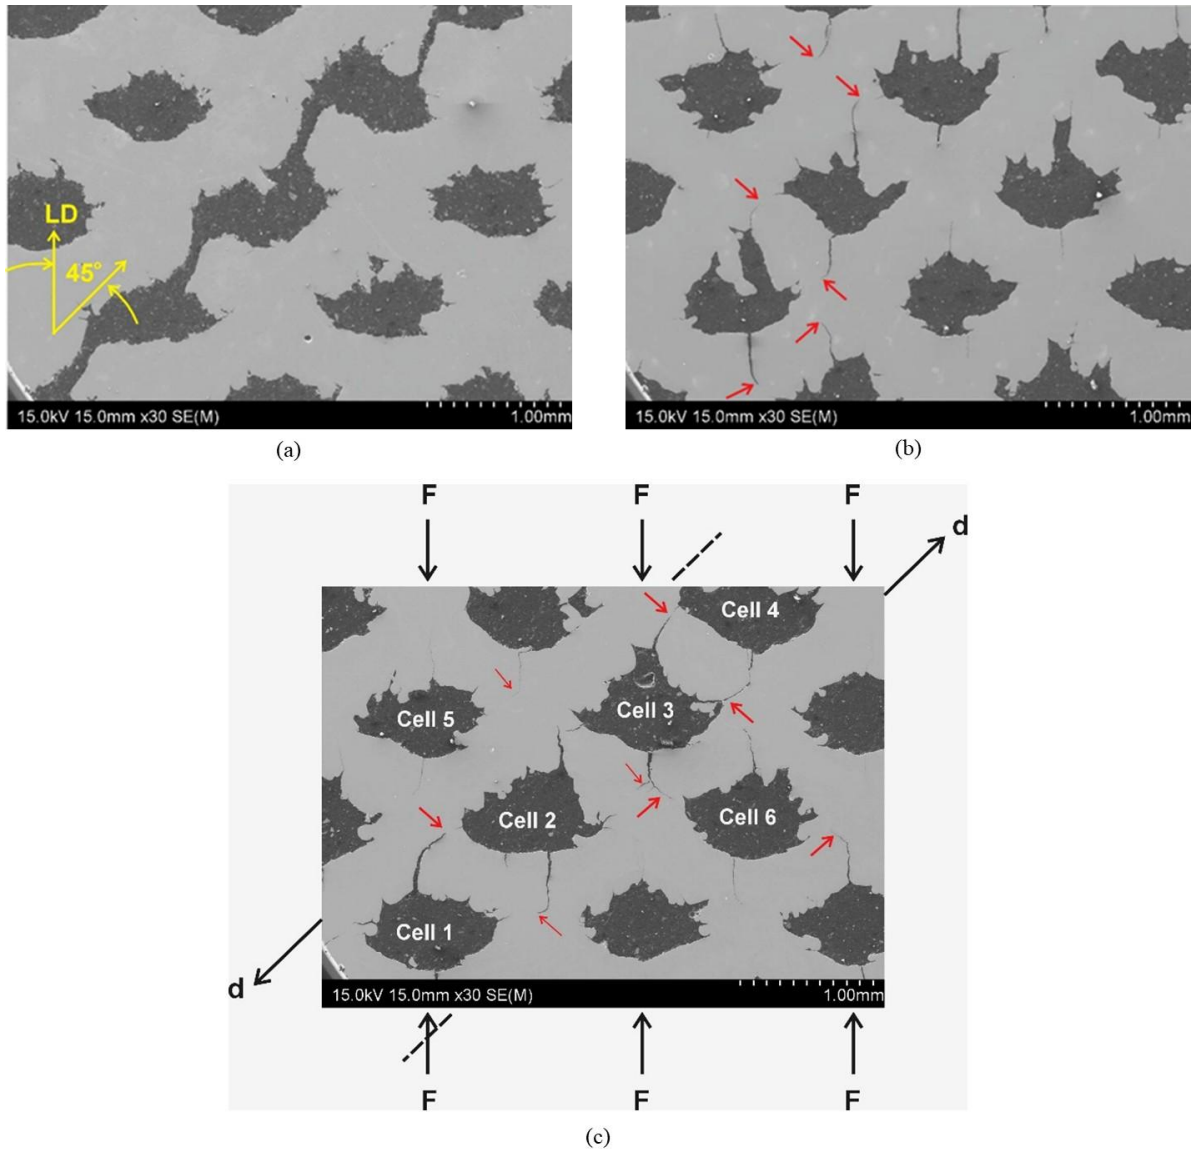 LD
45°
15.0kV 15.0mm x30 SE(M)
1.00mm
(a)
15.0kV 15.0mm x30 SE(M)
1.00mm
(b)
F F F
d
Cell 4
Cell 3
Cell 5
Cell 2
Cell 6
Cell 1
d
15.0kV 15.0mm x30 SE(M)
1.00mm
F F F
(c)